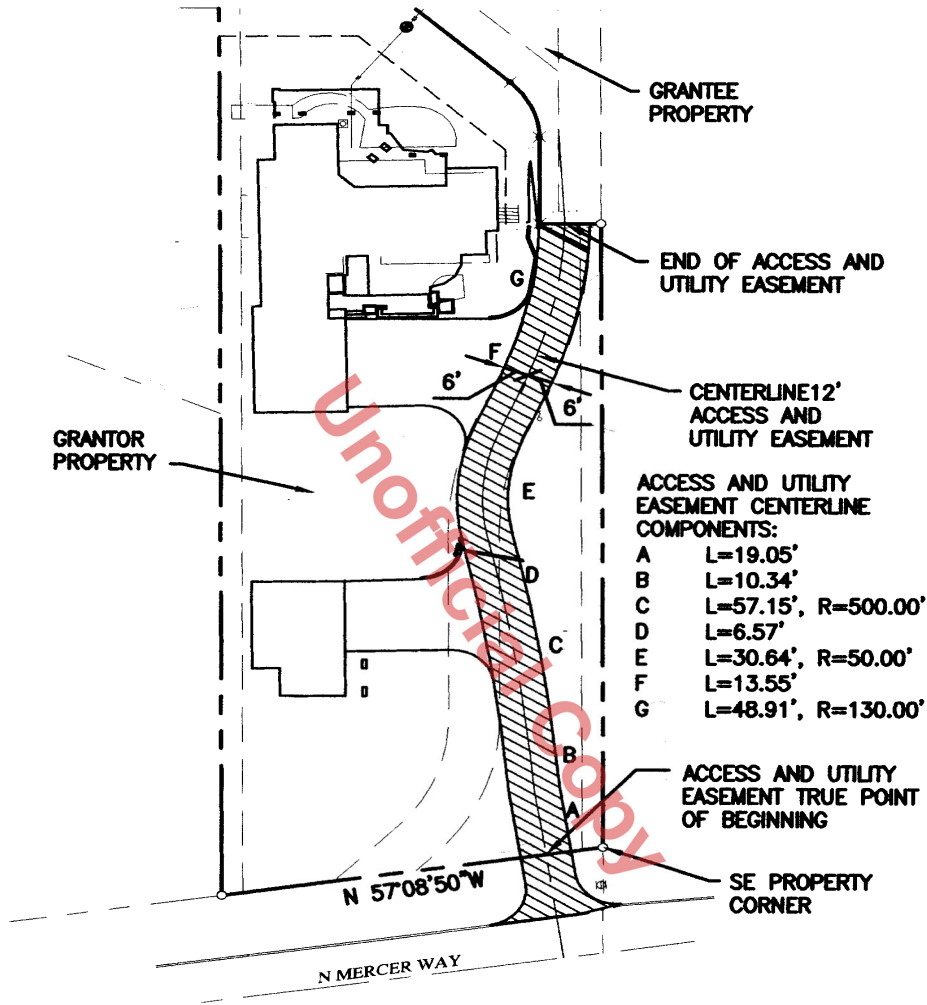 GRANTEE
PROPERTY
END OF ACCESS AND
UTILITY EASEMENT
G
F
6'
6'
CENTERLINE12'
ACCESS AND
UTILITY EASEMENT
GRANTOR
PROPERTY
ACCESS AND UTILITY
EASEMENT CENTERLINE
COMPONENTS:
A L=19.05'
B L=10.34'
C L=57.15', R=500.00'
D L=6.57'
E L=30.64', R=50.00'
F L=13.55'
G L=48.91', R=130.00'
E
D
C
B
A
ACCESS AND UTILITY
EASEMENT TRUE POINT
OF BEGINNING
N 57°08'50"W
SE PROPERTY
CORNER
N MERCER WAY
Unofficial Copy